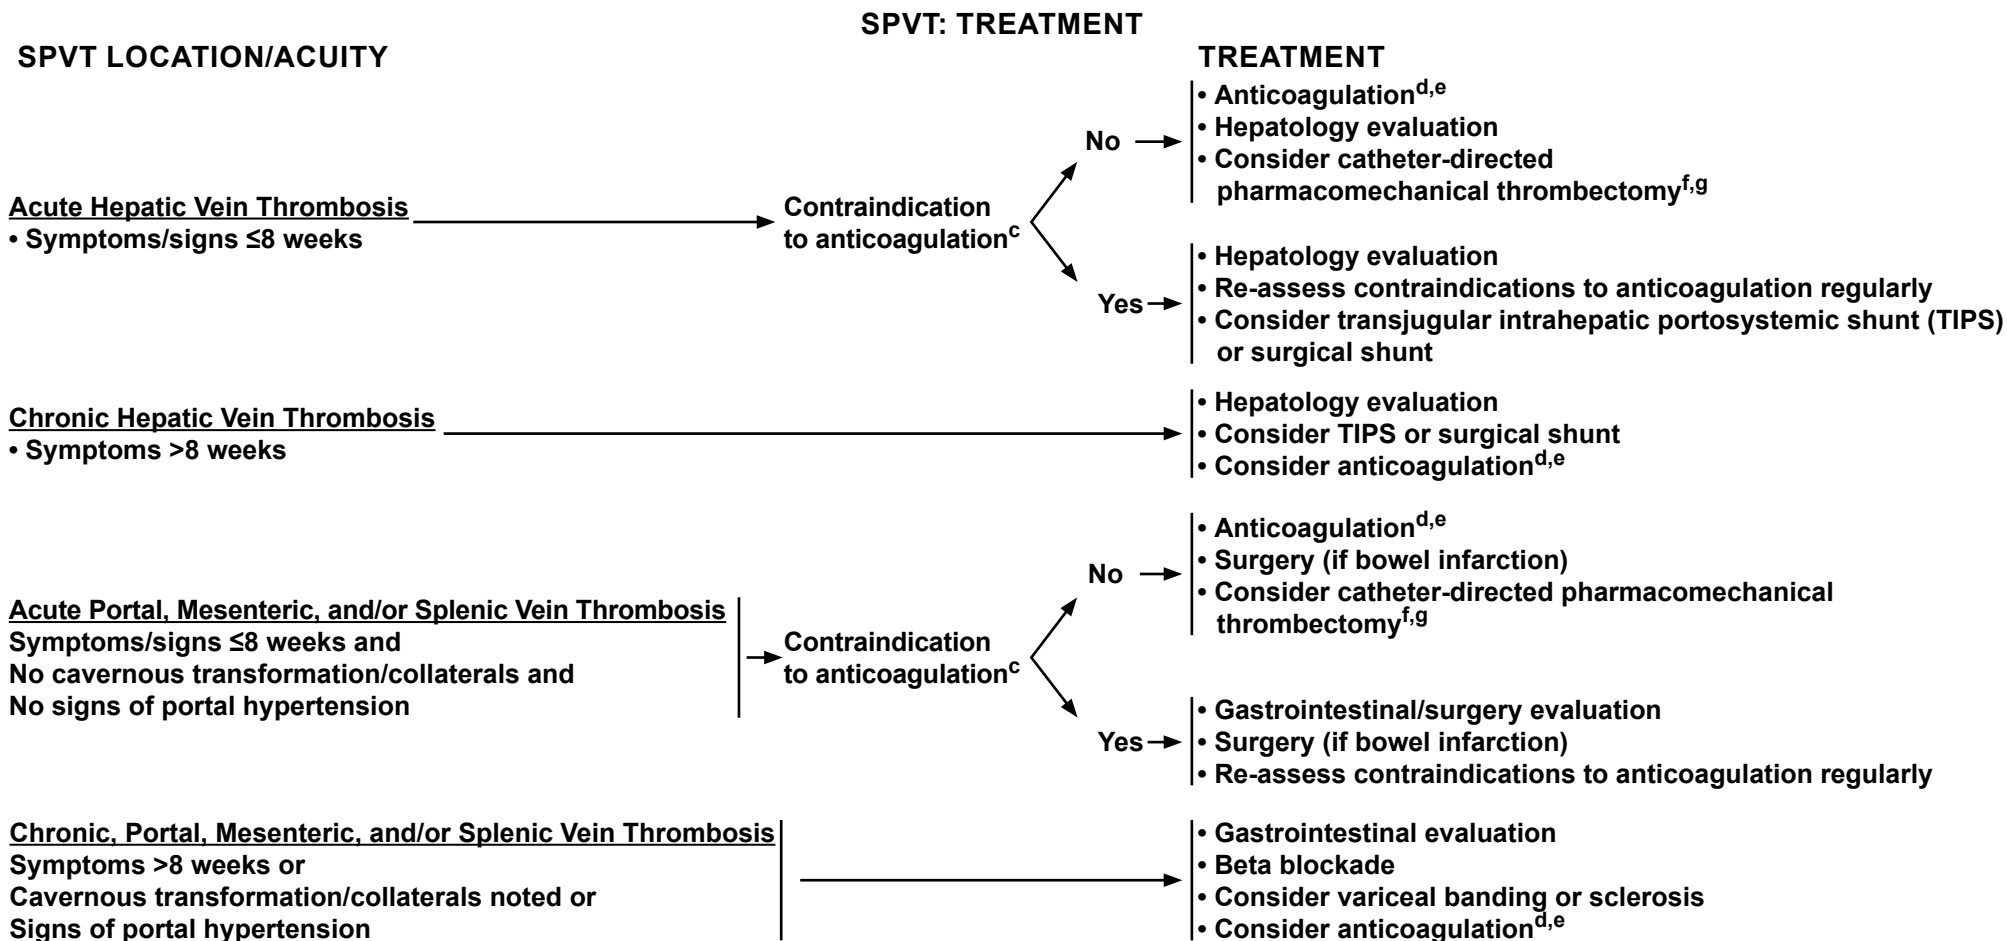 SPVT: TREATMENT
SPVT LOCATION/ACUITY
TREATMENT
Acute Hepatic Vein Thrombosis
• Symptoms/signs ≤8 weeks
Contraindication
to anticoagulationc
No
• Anticoagulationd,e
• Hepatology evaluation
• Consider catheter-directed
pharmacomechanical thrombectomyf,g
Yes
• Hepatology evaluation
• Re-assess contraindications to anticoagulation regularly
• Consider transjugular intrahepatic portosystemic shunt (TIPS)
or surgical shunt
Chronic Hepatic Vein Thrombosis
• Symptoms >8 weeks
• Hepatology evaluation
• Consider TIPS or surgical shunt
• Consider anticoagulationd,e
Acute Portal, Mesenteric, and/or Splenic Vein Thrombosis
Symptoms/signs ≤8 weeks and
No cavernous transformation/collaterals and
No signs of portal hypertension
Contraindication
to anticoagulationc
No
• Anticoagulationd,e
• Surgery (if bowel infarction)
• Consider catheter-directed pharmacomechanical
thrombectomyf,g
Yes
• Gastrointestinal/surgery evaluation
• Surgery (if bowel infarction)
• Re-assess contraindications to anticoagulation regularly
Chronic, Portal, Mesenteric, and/or Splenic Vein Thrombosis
Symptoms >8 weeks or
Cavernous transformation/collaterals noted or
Signs of portal hypertension
• Gastrointestinal evaluation
• Beta blockade
• Consider variceal banding or sclerosis
• Consider anticoagulationd,e